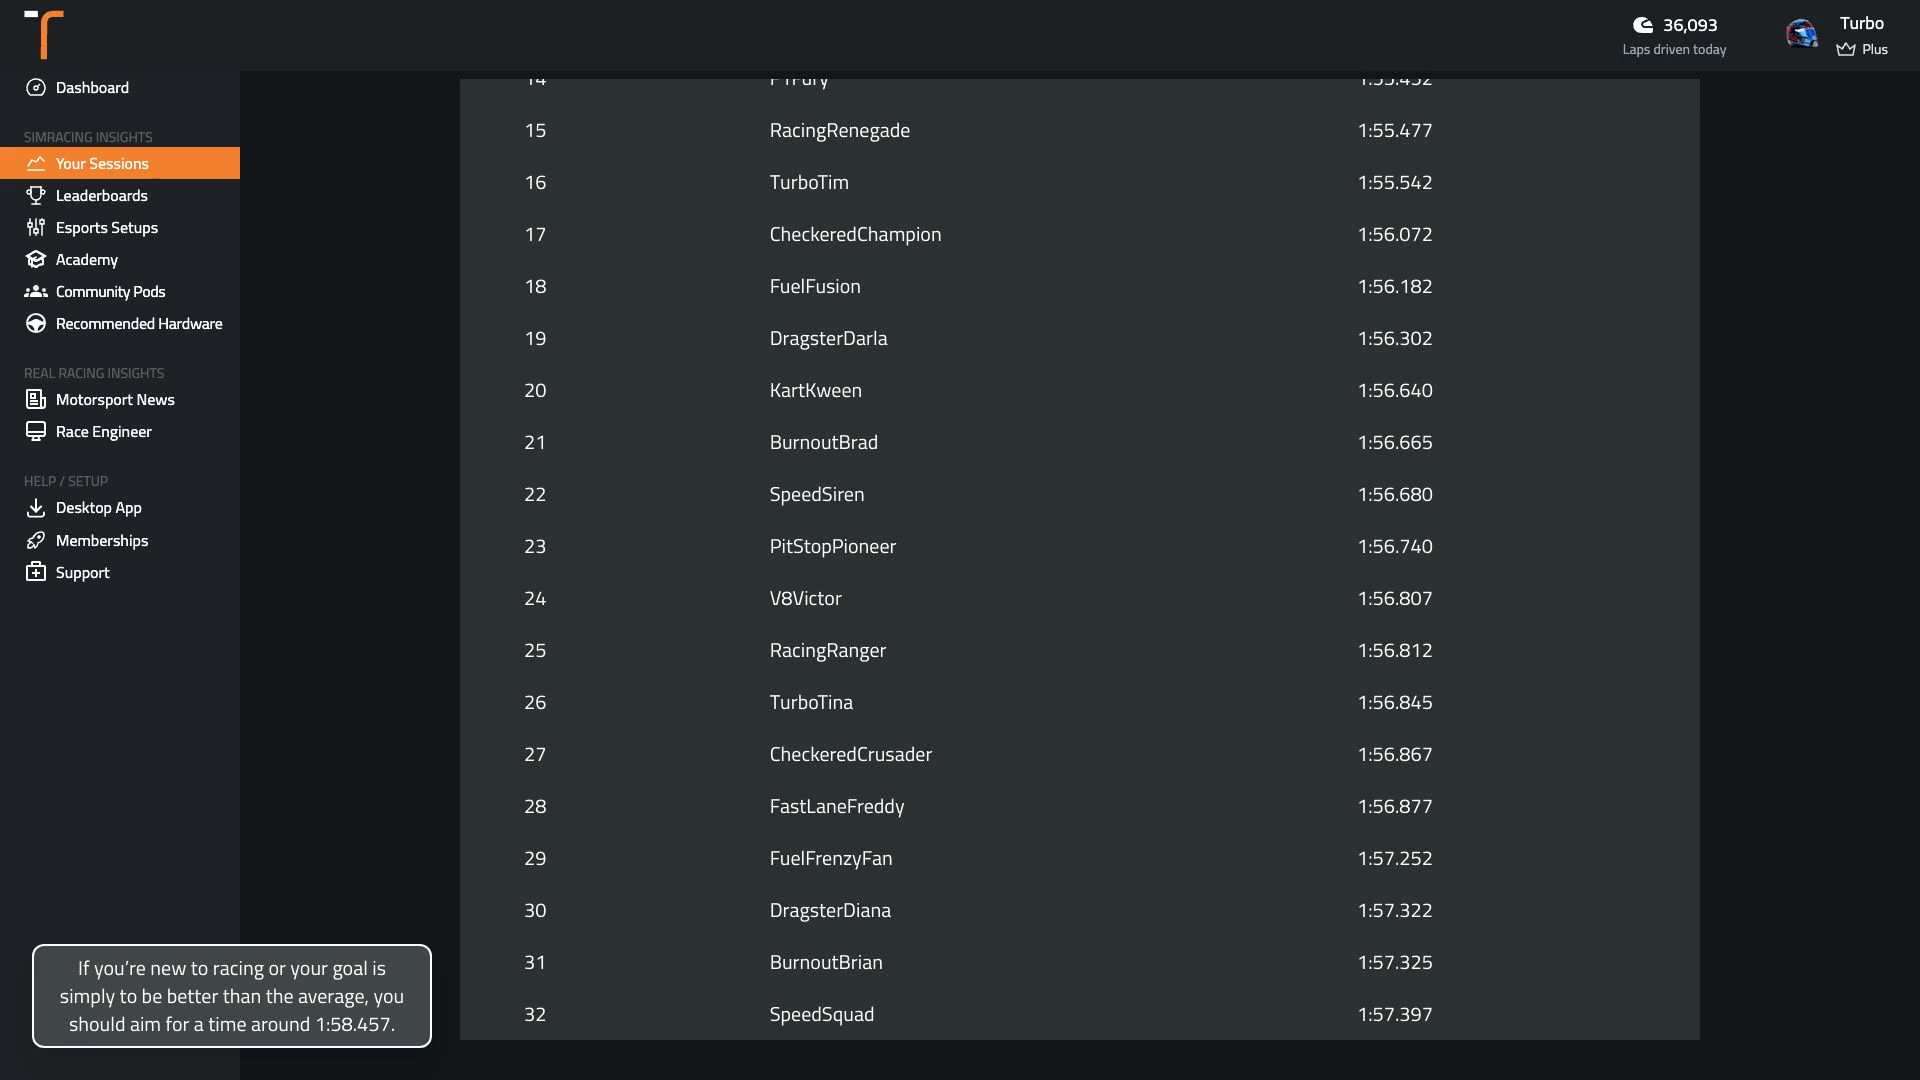 36,093
Laps driven today
Turbo
Plus
Dashboard
SIMRACING INSIGHTS
Your Sessions
Leaderboards
Esports Setups
Academy
Community Pods
Recommended Hardware
REAL RACING INSIGHTS
Motorsport News
Race Engineer
HELP / SETUP
Desktop App
Memberships
Support
15 RacingRenegade 1:55.477
16 TurboTim 1:55.542
17 CheckeredChampion 1:56.072
18 FuelFusion 1:56.182
19 DragsterDarla 1:56.302
20 KartKween 1:56.640
21 BurnoutBrad 1:56.665
22 SpeedSiren 1:56.680
23 PitStopPioneer 1:56.740
24 V8Victor 1:56.807
25 RacingRanger 1:56.812
26 TurboTina 1:56.845
27 CheckeredCrusader 1:56.867
28 FastLaneFreddy 1:56.877
29 FuelFrenzyFan 1:57.252
30 DragsterDiana 1:57.322
31 BurnoutBrian 1:57.325
32 SpeedSquad 1:57.397
If you’re new to racing or your goal is
simply to be better than the average, you
should aim for a time around 1:58.457.